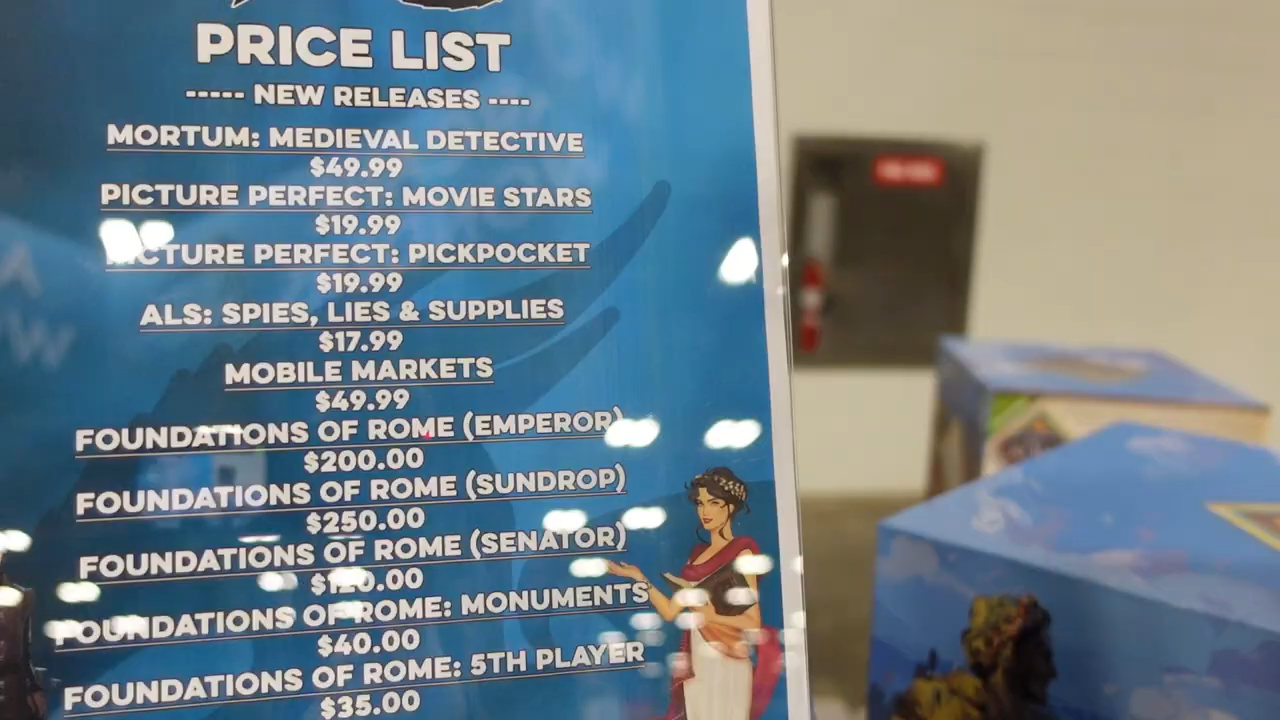 PRICE LIST
----- NEW RELEASES ----
MORTUM: MEDIEVAL DETECTIVE
$49.99
PICTURE PERFECT: MOVIE STARS
$19.99
PICTURE PERFECT: PICKPOCKET
$19.99
ALS: SPIES, LIES & SUPPLIES
$17.99
MOBILE MARKETS
$49.99
FOUNDATIONS OF ROME (EMPEROR)
$200.00
FOUNDATIONS OF ROME (SUNDROP)
$250.00
FOUNDATIONS OF ROME (SENATOR)
$120.00
FOUNDATIONS OF ROME: MONUMENTS
$40.00
FOUNDATIONS OF ROME: 5TH PLAYER
$35.00